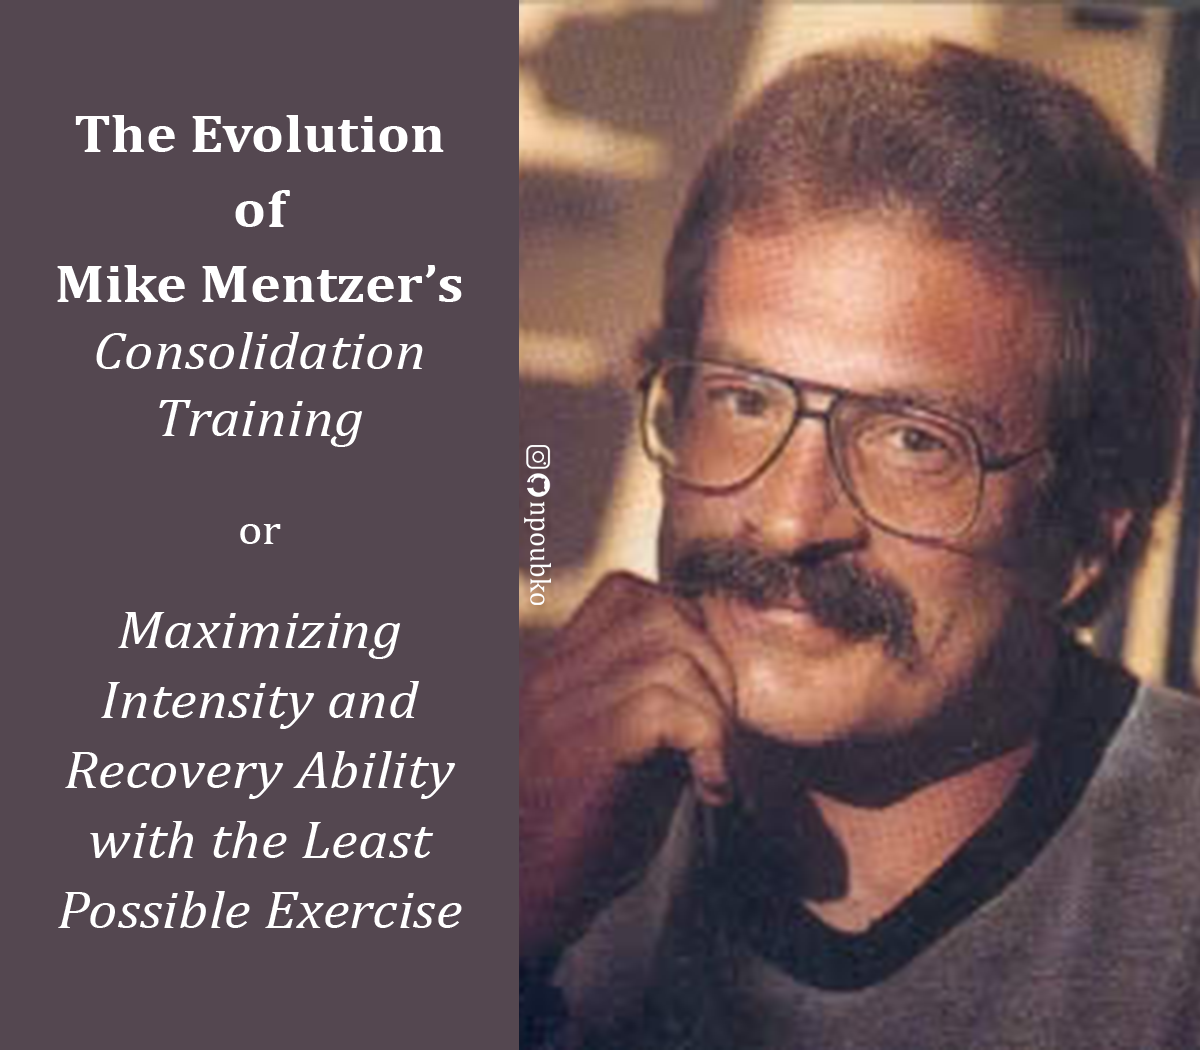 The Evolution
of
Mike Mentzer’s
Consolidation
Training
or
Maximizing
Intensity and
Recovery Ability
with the Least
Possible Exercise
npoubko